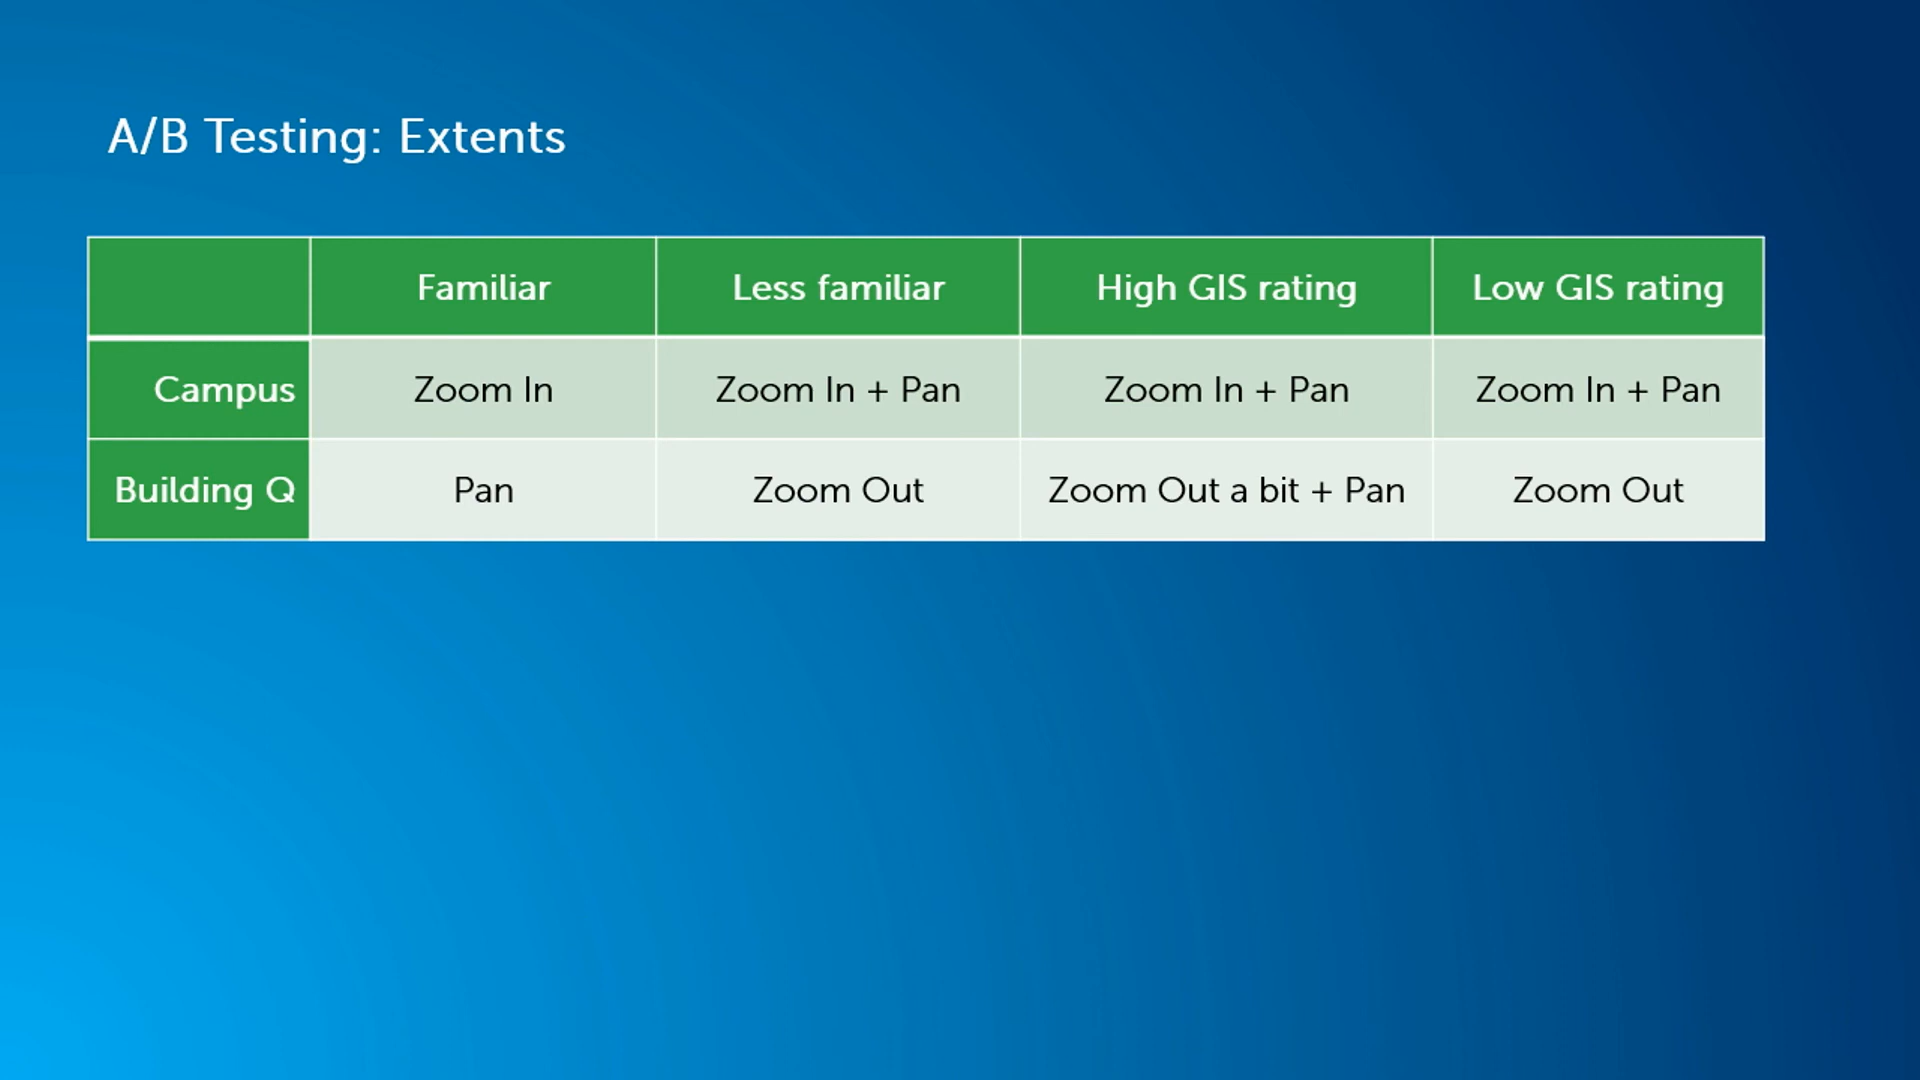 A/B Testing: Extents
Familiar Less familiar High GIS rating Low GIS rating
Campus Zoom In Zoom In + Pan Zoom In + Pan Zoom In + Pan
Building Q Pan Zoom Out Zoom Out a bit + Pan Zoom Out